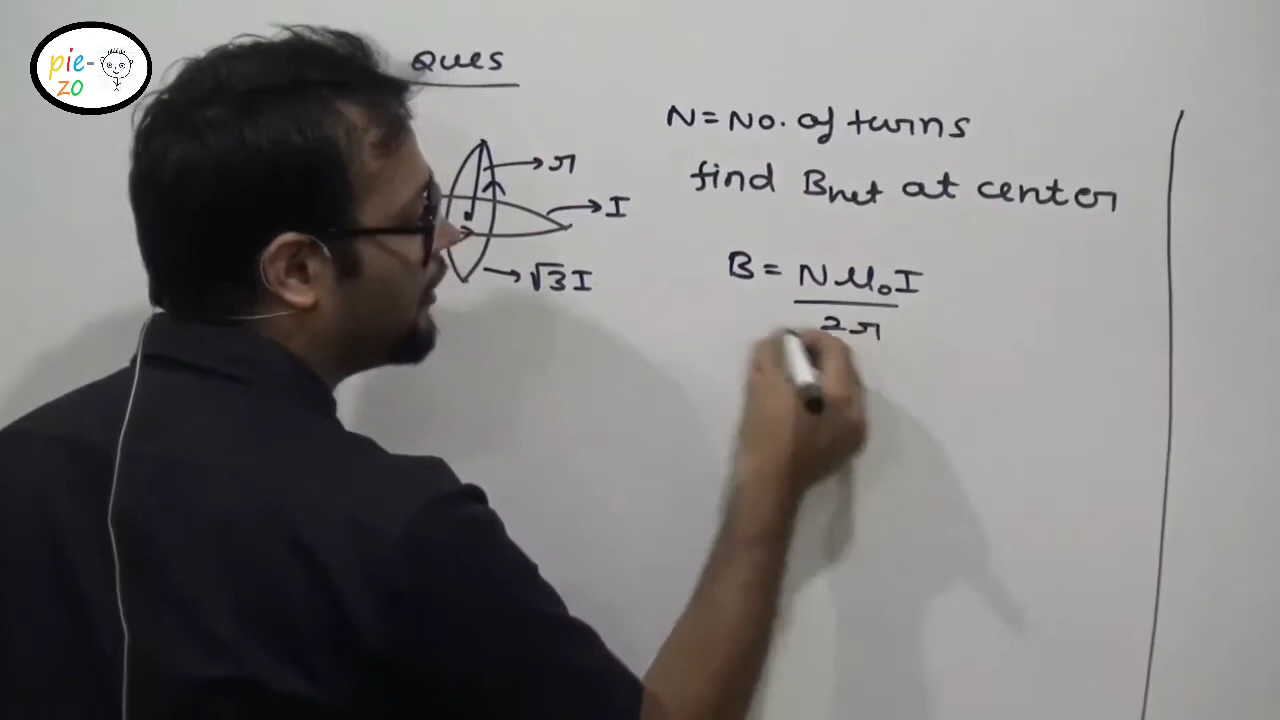 pie-
zo
Ques
N = No. of turns
find Bnet at center
r
I
√3I
B = Nμ₀I
2r